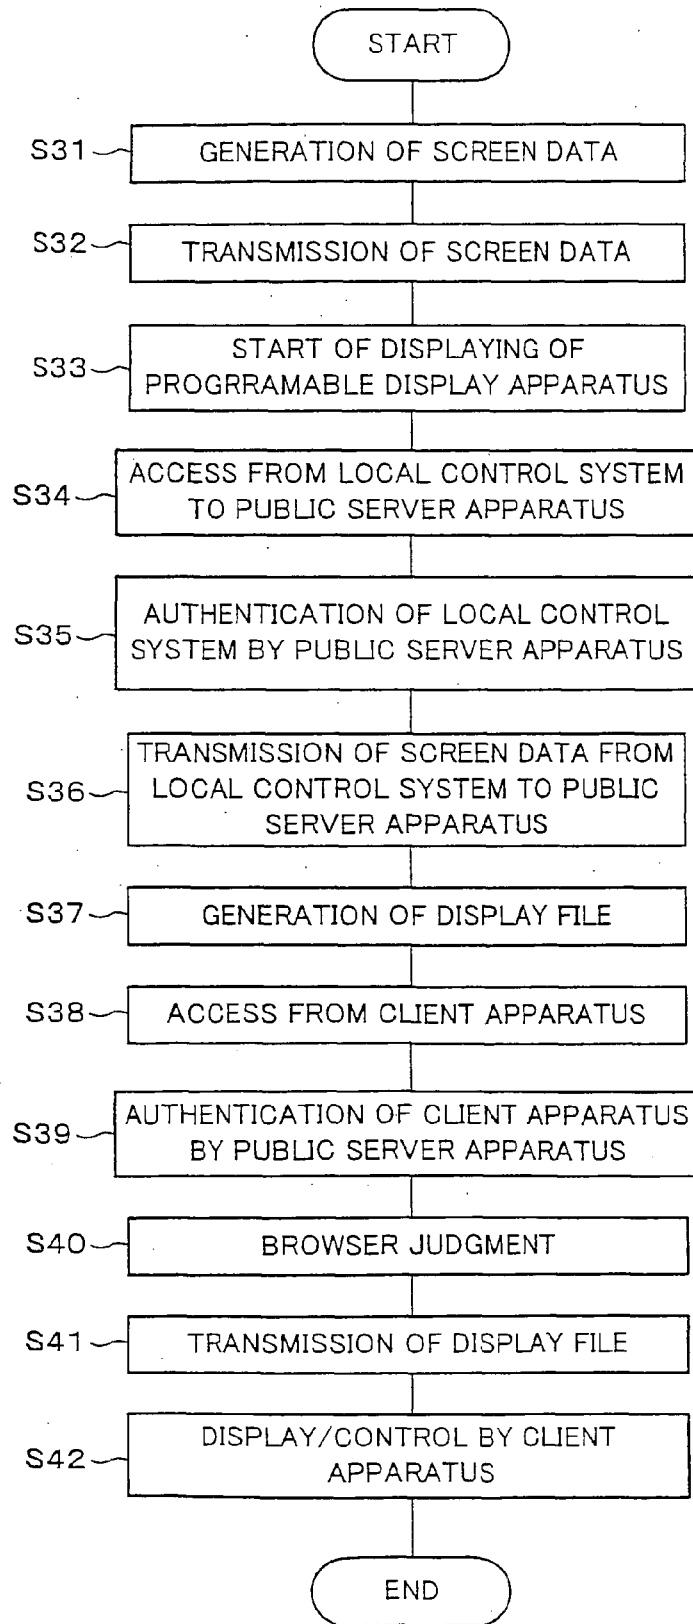 START
S31 GENERATION OF SCREEN DATA
S32 TRANSMISSION OF SCREEN DATA
S33 START OF DISPLAYING OF
PROGRRAMABLE DISPLAY APPARATUS
S34 ACCESS FROM LOCAL CONTROL SYSTEM
TO PUBLIC SERVER APPARATUS
S35 AUTHENTICATION OF LOCAL CONTROL
SYSTEM BY PUBLIC SERVER APPARATUS
S36 TRANSMISSION OF SCREEN DATA FROM
LOCAL CONTROL SYSTEM TO PUBLIC
SERVER APPARATUS
S37 GENERATION OF DISPLAY FILE
S38 ACCESS FROM CLIENT APPARATUS
S39 AUTHENTICATION OF CLIENT APPARATUS
BY PUBLIC SERVER APPARATUS
S40 BROWSER JUDGMENT
S41 TRANSMISSION OF DISPLAY FILE
S42 DISPLAY/CONTROL BY CLIENT
APPARATUS
END